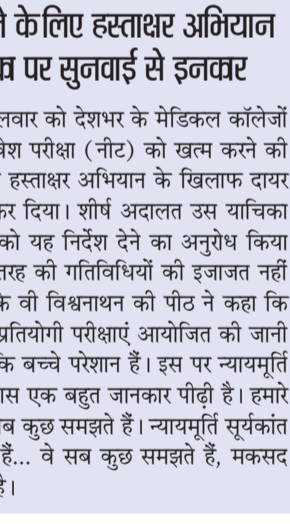 के लिए हस्ताक्षर अभियान
पर सुनवाई से इनकार
को देशभर के मेडिकल कॉलेजों
परीक्षा (नीट) को खत्म करने की
हस्ताक्षर अभियान के खिलाफ दायर
कर दिया। शीर्ष अदालत उस याचिका
को यह निर्देश देने का अनुरोध किया
तरह की गतिविधियों की इजाजत नहीं
के वी विश्वनाथन की पीठ ने कहा कि
प्रतियोगी परीक्षाएं आयोजित की जानी
कि बच्चे परेशान हैं। इस पर न्यायमूर्ति
एक बहुत जानकार पीढ़ी है। हमारे
कुछ समझते हैं। न्यायमूर्ति सूर्यकांत
हैं... वे सब कुछ समझते हैं, मकसद
है।